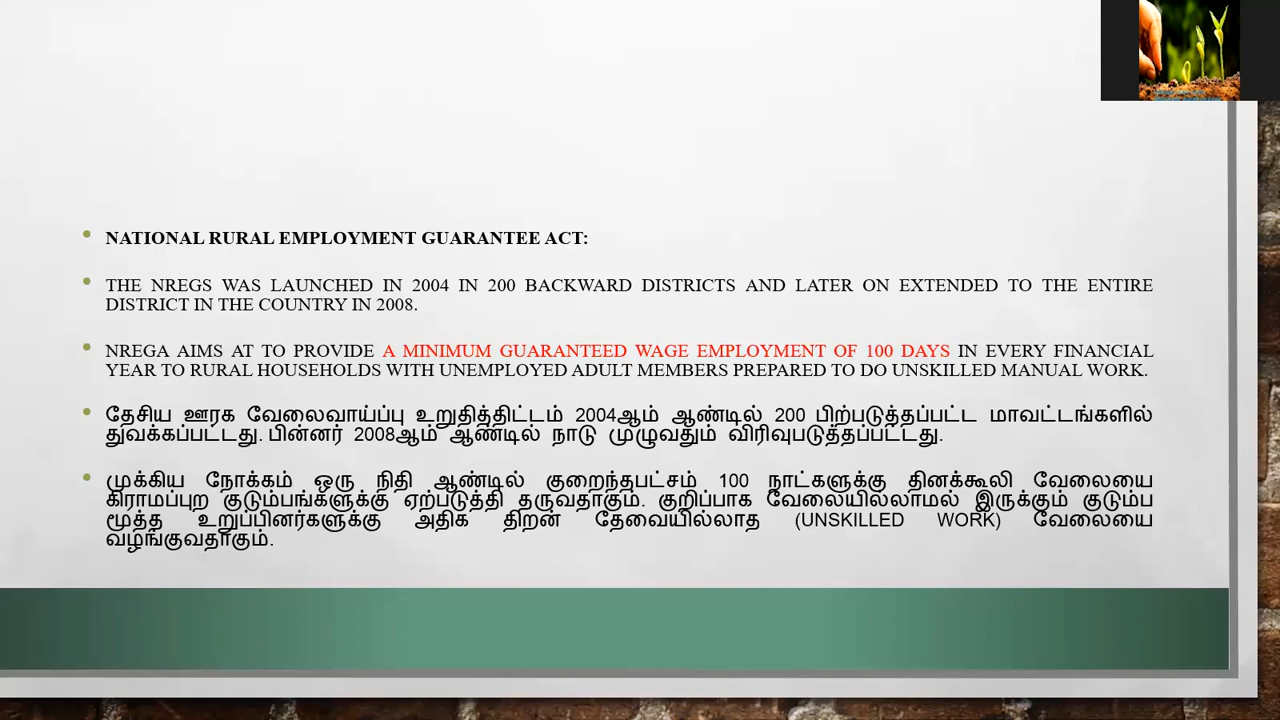 NATIONAL RURAL EMPLOYMENT GUARANTEE ACT:
THE NREGS WAS LAUNCHED IN 2004 IN 200 BACKWARD DISTRICTS AND LATER ON EXTENDED TO THE ENTIRE
DISTRICT IN THE COUNTRY IN 2008.
NREGA AIMS AT TO PROVIDE A MINIMUM GUARANTEED WAGE EMPLOYMENT OF 100 DAYS IN EVERY FINANCIAL
YEAR TO RURAL HOUSEHOLDS WITH UNEMPLOYED ADULT MEMBERS PREPARED TO DO UNSKILLED MANUAL WORK.
தேசிய ஊரக வேலைவாய்ப்பு உறுதித்திட்டம் 2004ஆம் ஆண்டில் 200 பிற்படுத்தப்பட்ட மாவட்டங்களில்
துவக்கப்பட்டது. பின்னர் 2008ஆம் ஆண்டில் நாடு முழுவதும் விரிவுபடுத்தப்பட்டது.
முக்கிய நோக்கம் ஒரு நிதி ஆண்டில் குறைந்தபட்சம் 100 நாட்களுக்கு தினக்கூலி வேலையை
கிராமப்புற குடும்பங்களுக்கு ஏற்படுத்தி தருவதாகும். குறிப்பாக வேலையில்லாமல் இருக்கும் குடும்ப
மூத்த உறுப்பினர்களுக்கு அதிக திறன் தேவையில்லாத (UNSKILLED WORK) வேலையை
வழங்குவதாகும்.